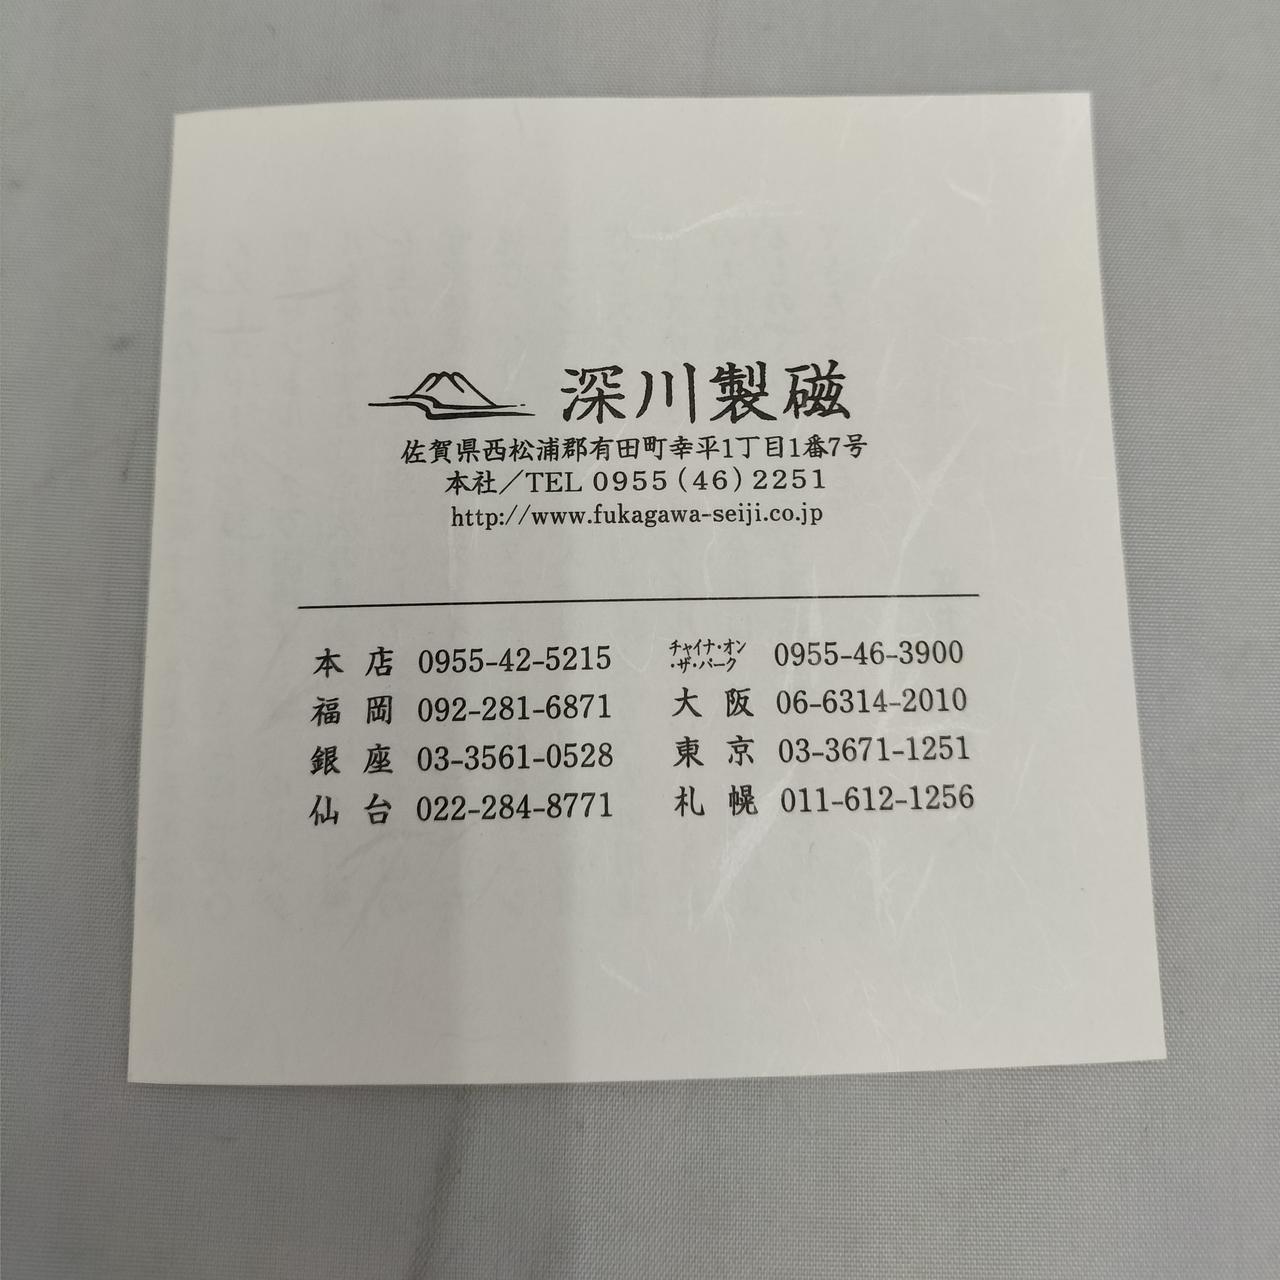 深川製磁
佐賀県西松浦郡有田町幸平1丁目1番7号
本社／TEL 0955(46)2251
http://www.fukagawa-seiji.co.jp
本店 0955-42-5215
チャイナ・オン・ザ・パーク 0955-46-3900
福岡 092-281-6871
大阪 06-6314-2010
銀座 03-3561-0528
東京 03-3671-1251
仙台 022-284-8771
札幌 011-612-1256